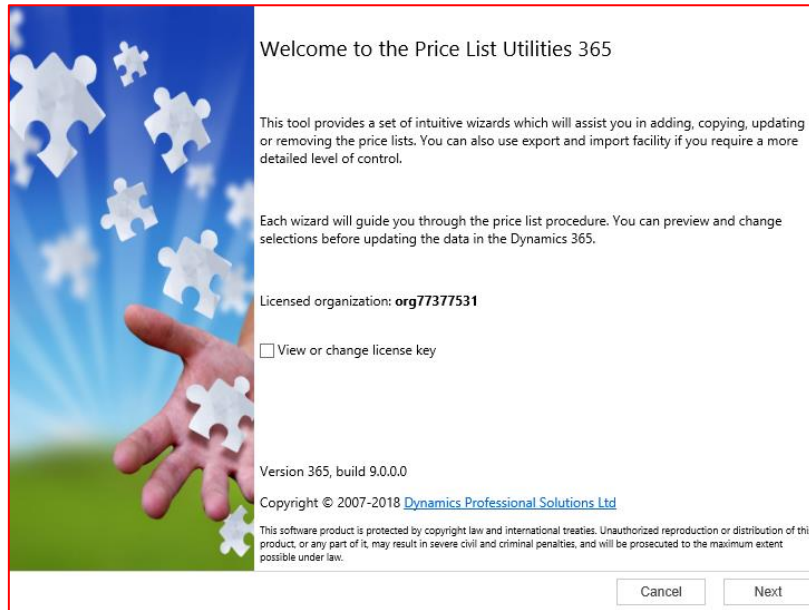 Welcome to the Price List Utilities 365
This tool provides a set of intuitive wizards which will assist you in adding, copying, updating
or removing the price lists. You can also use export and import facility if you require a more
detailed level of control.
Each wizard will guide you through the price list procedure. You can preview and change
selections before updating the data in the Dynamics 365.
Licensed organization: org77377531
View or change license key
Version 365, build 9.0.0.0
Copyright © 2007-2018 Dynamics Professional Solutions Ltd
This software product is protected by copyright law and international treaties. Unauthorized reproduction or distribution of thi
product, or any part of it, may result in severe civil and criminal penalties, and will be prosecuted to the maximum extent
possible under law.
Cancel Next